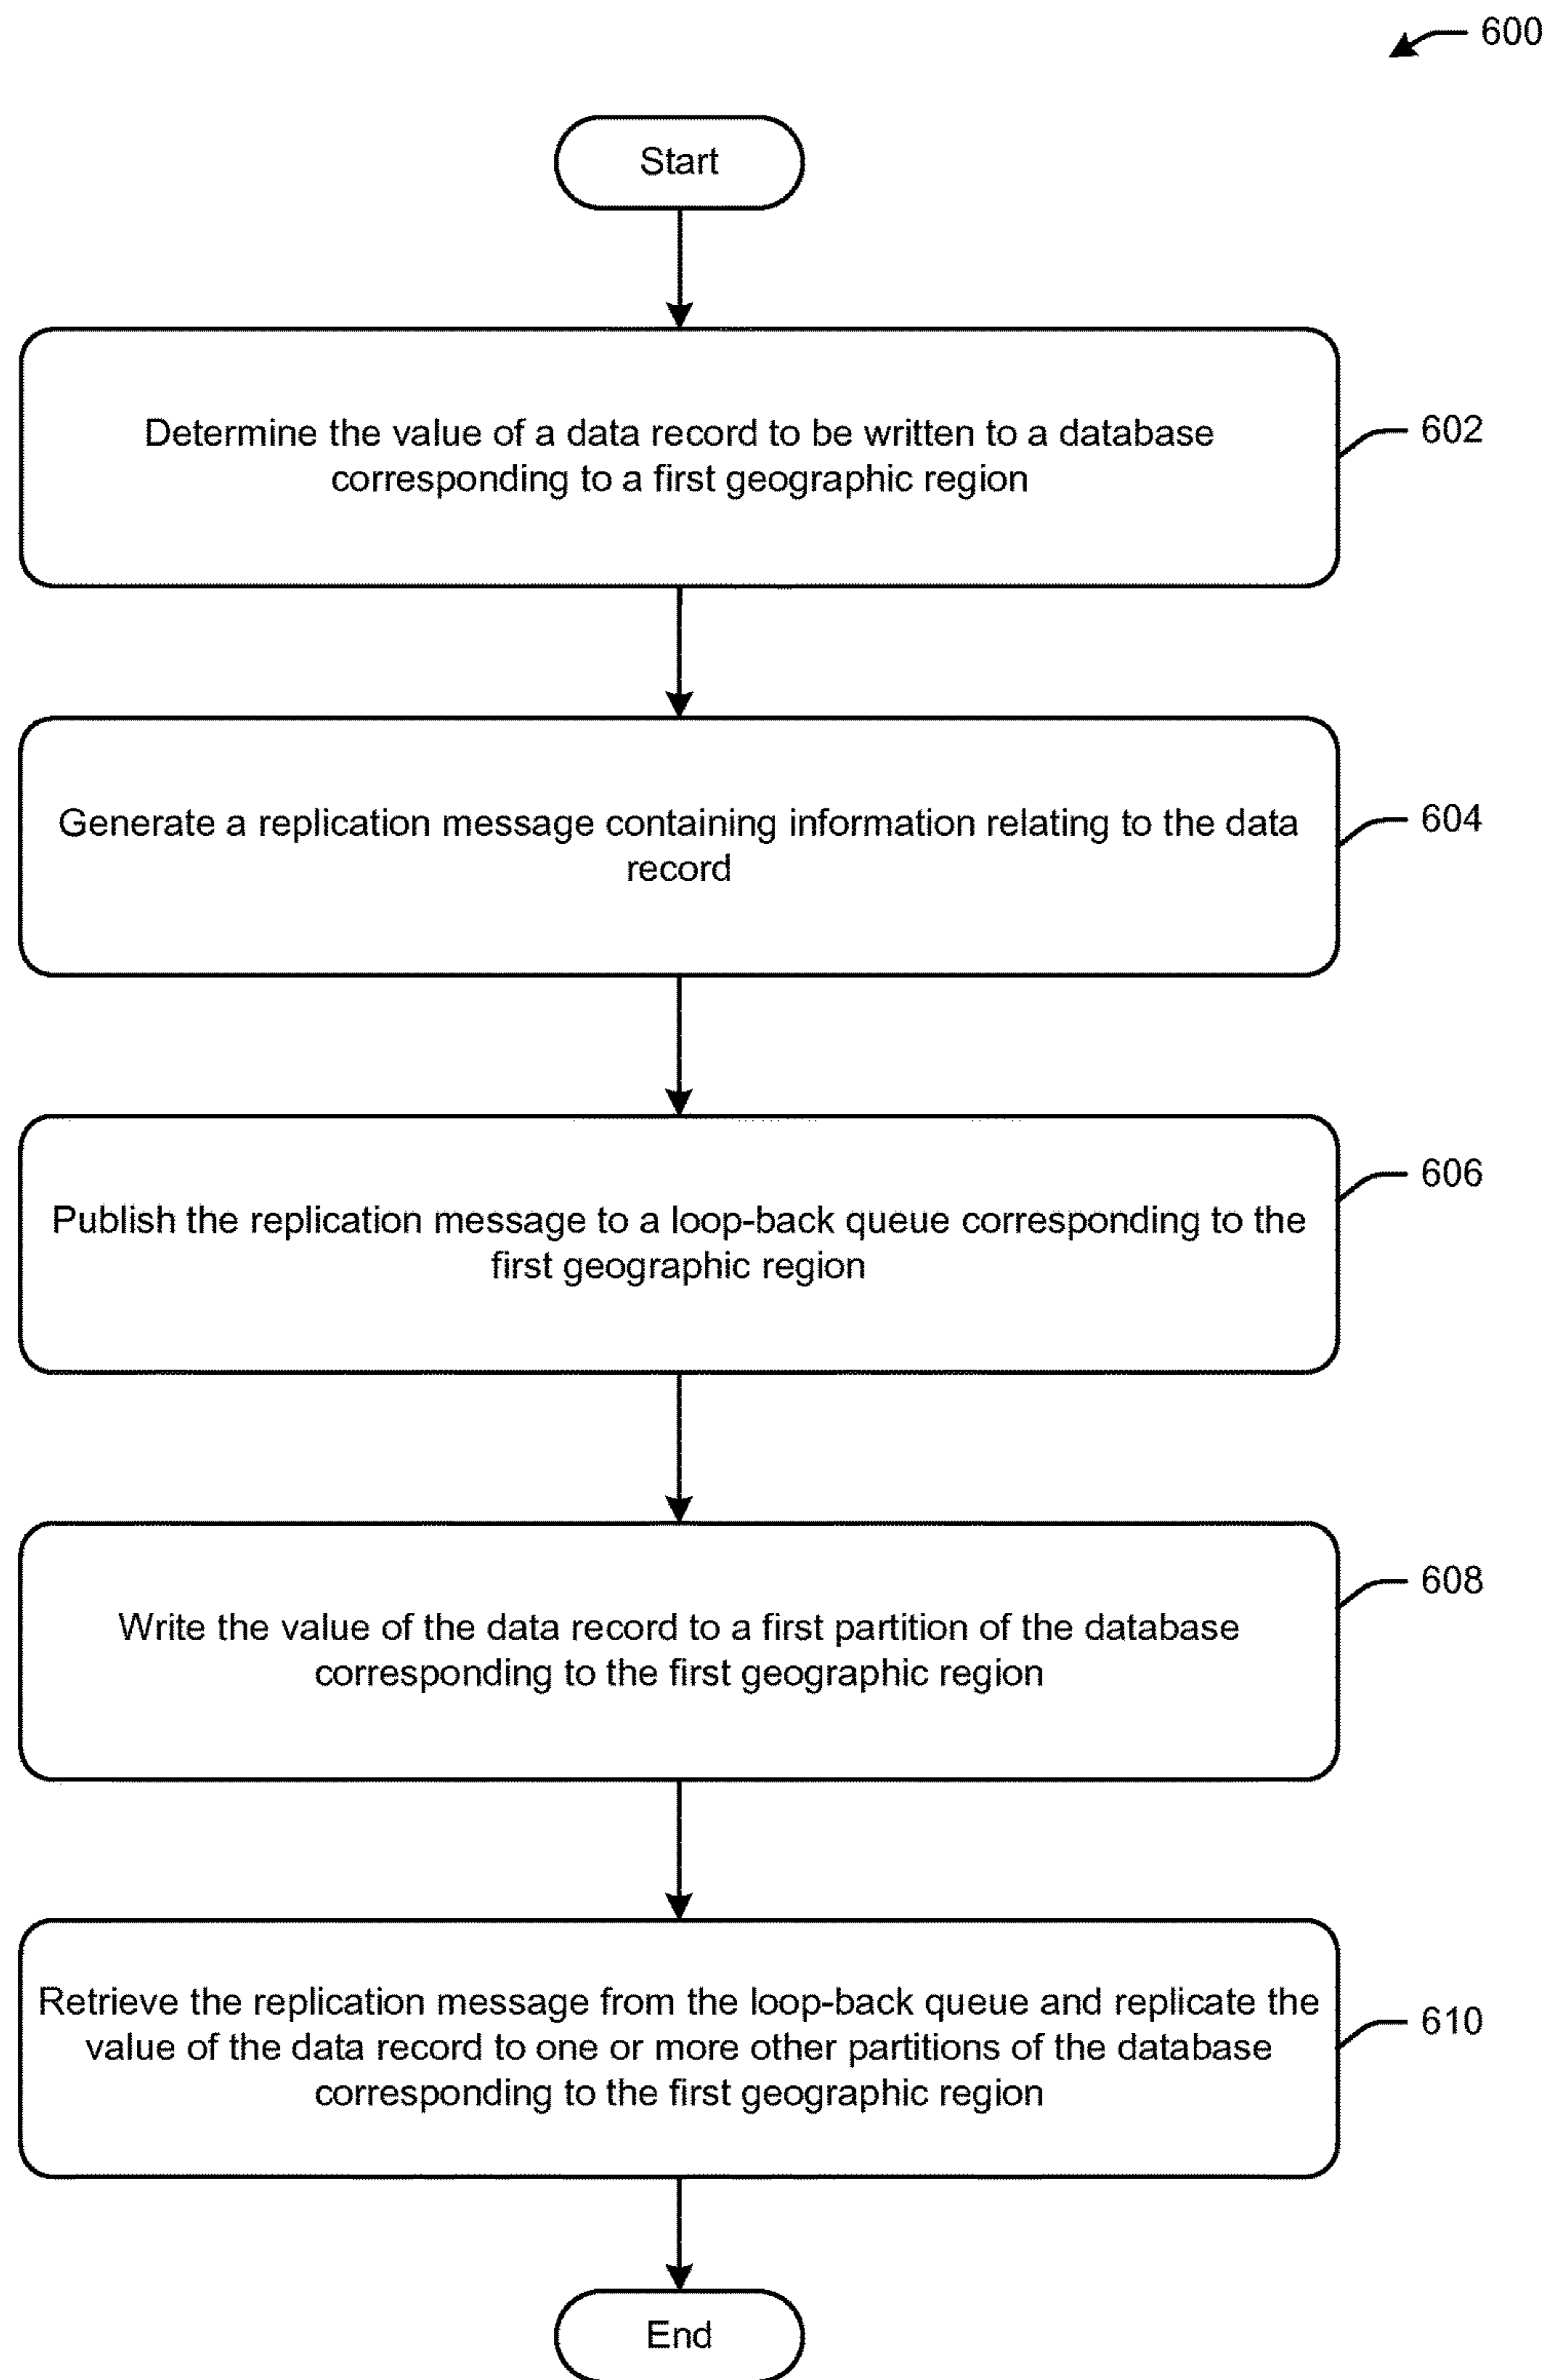 600
Start
Determine the value of a data record to be written to a database
corresponding to a first geographic region
602
Generate a replication message containing information relating to the data
record
604
Publish the replication message to a loop-back queue corresponding to the
first geographic region
606
Write the value of the data record to a first partition of the database
corresponding to the first geographic region
608
Retrieve the replication message from the loop-back queue and replicate the
value of the data record to one or more other partitions of the database
corresponding to the first geographic region
610
End